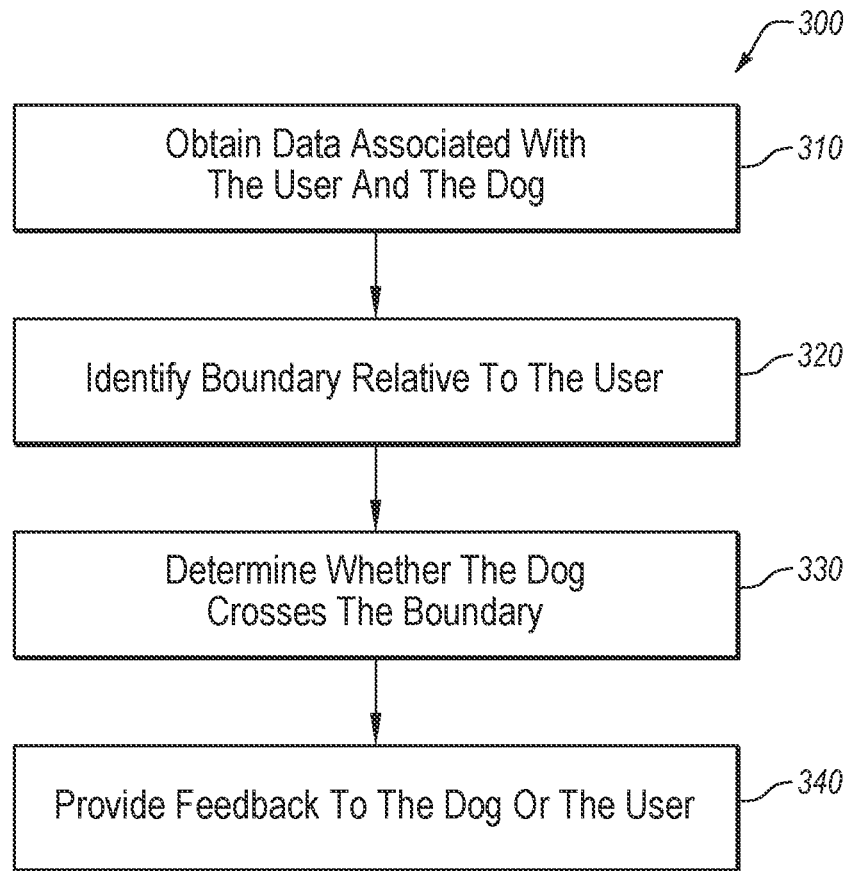 300
Obtain Data Associated With
The User And The Dog
310
Identify Boundary Relative To The User
320
Determine Whether The Dog
Crosses The Boundary
330
Provide Feedback To The Dog Or The User
340